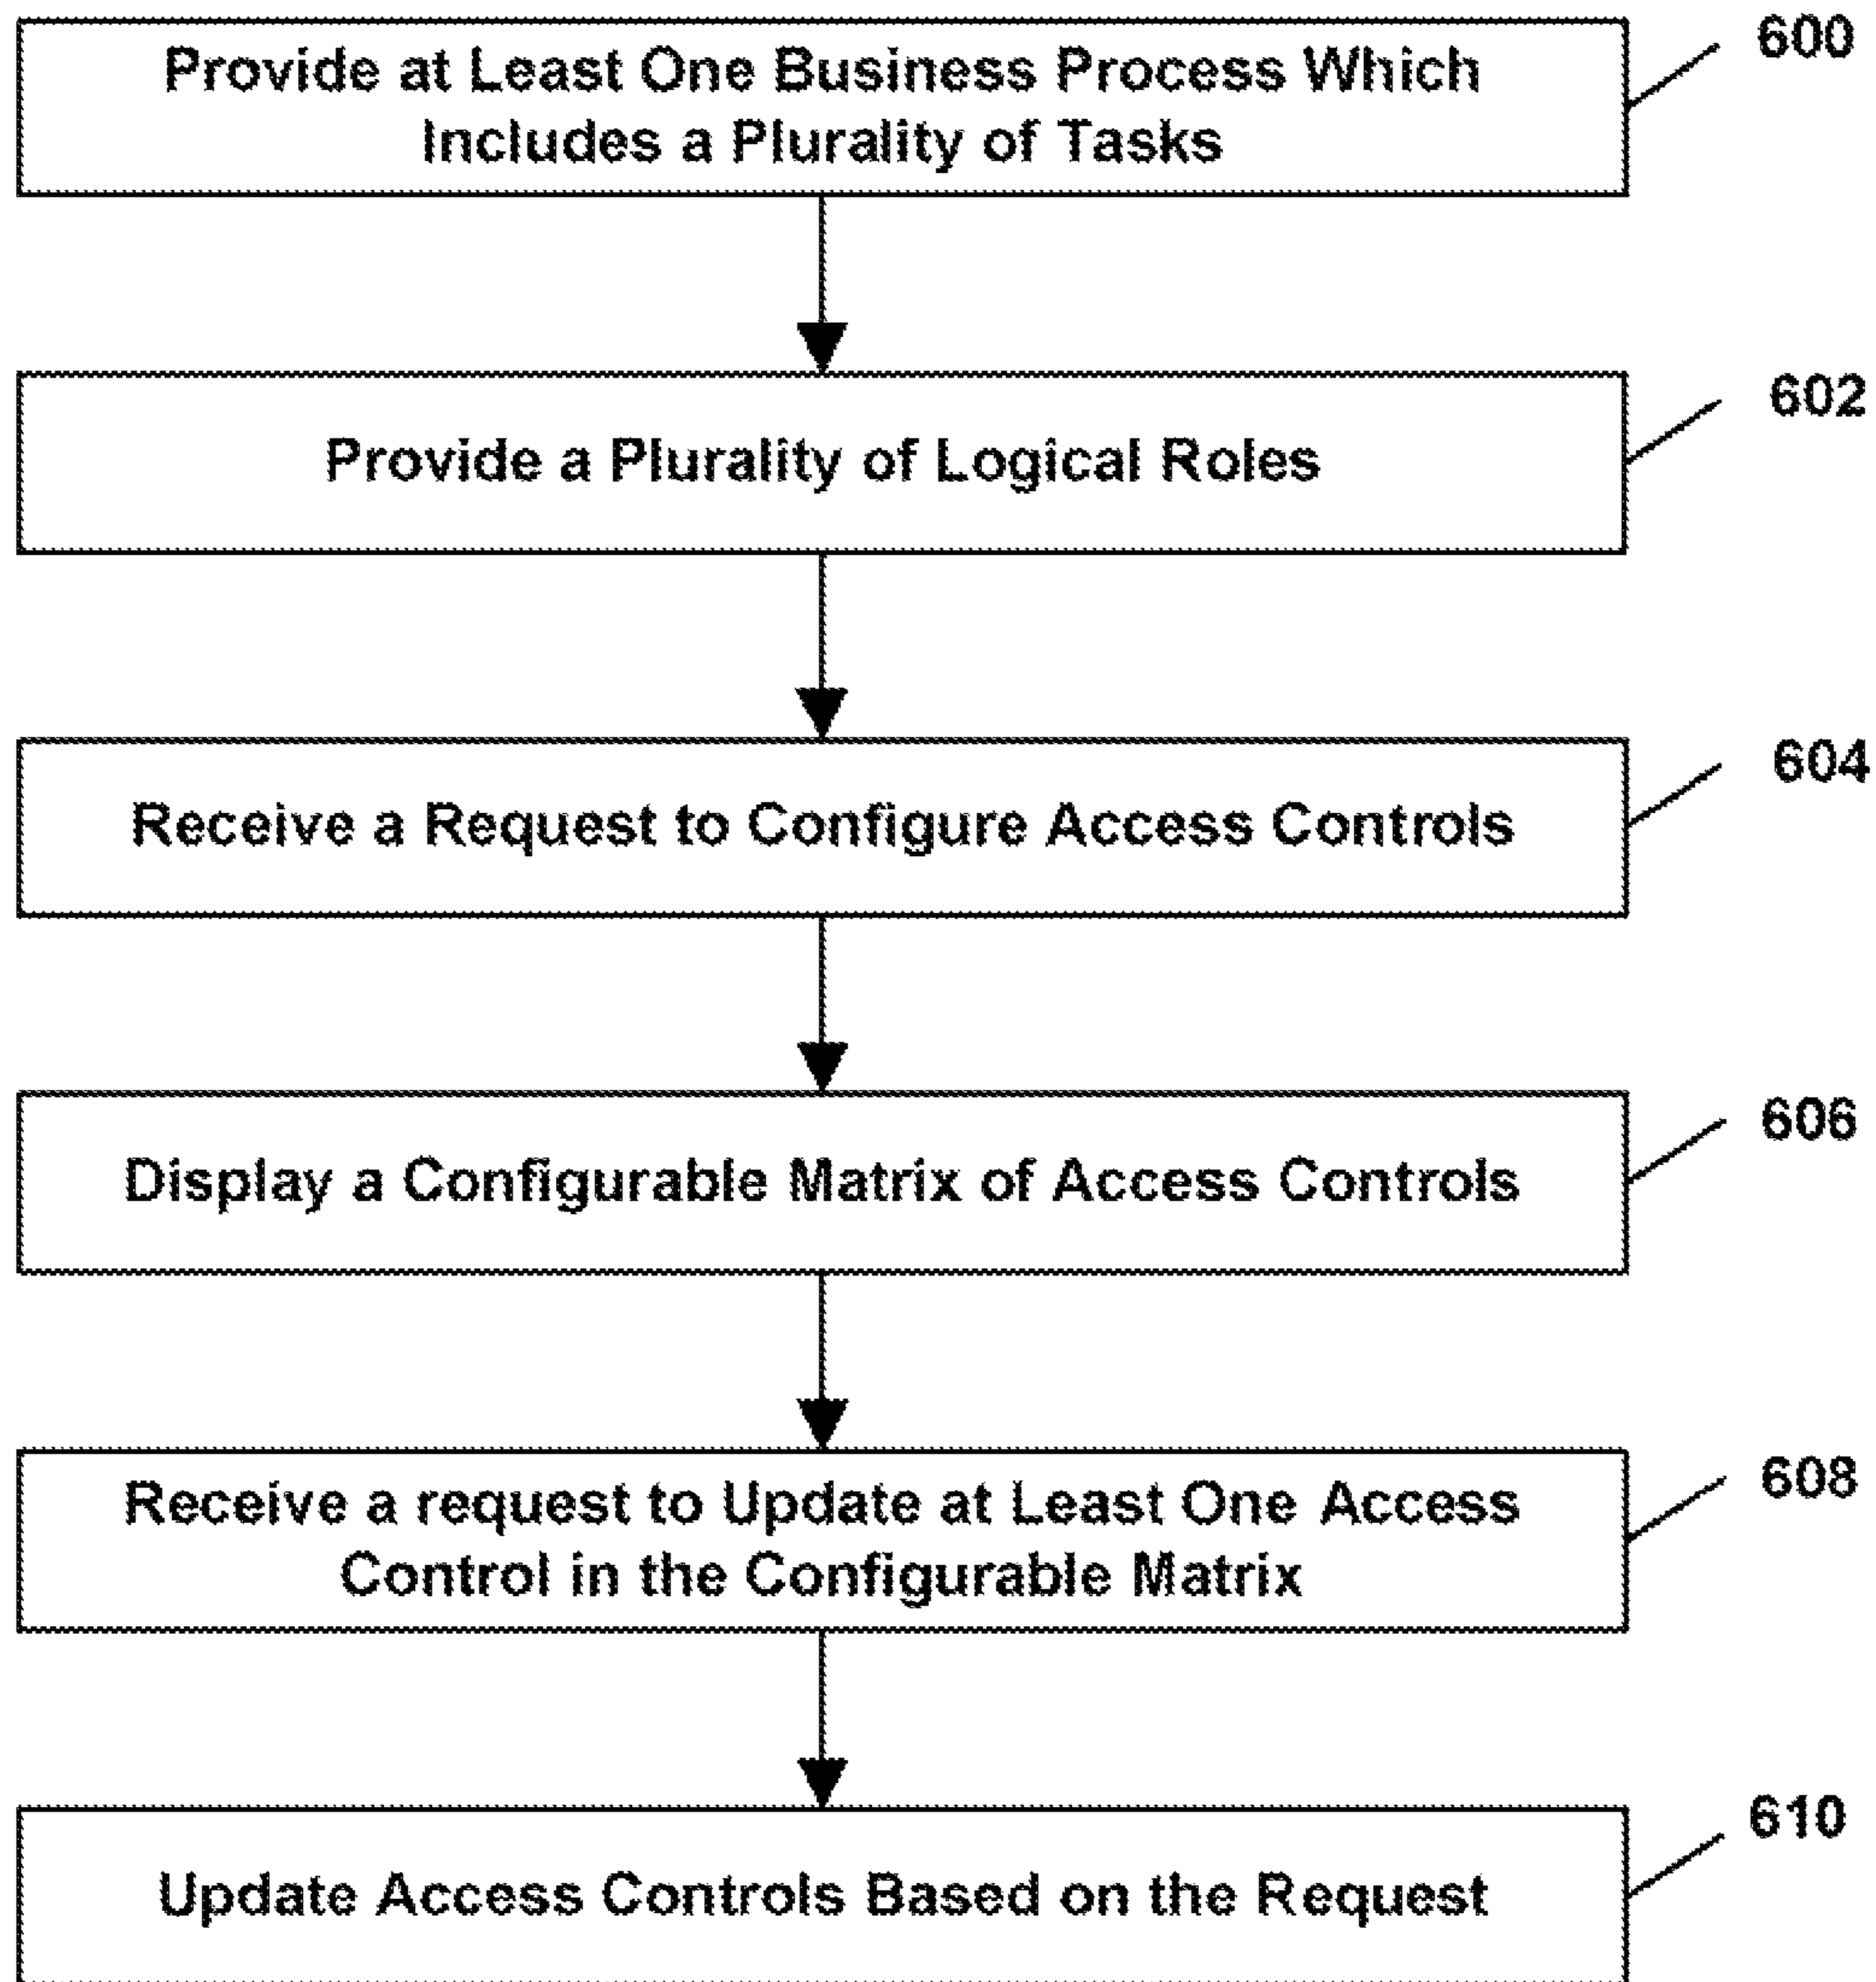 Provide at Least One Business Process Which
Includes a Plurality of Tasks
600
Provide a Plurality of Logical Roles
602
Receive a Request to Configure Access Controls
604
Display a Configurable Matrix of Access Controls
606
Receive a request to Update at Least One Access
Control in the Configurable Matrix
608
Update Access Controls Based on the Request
610